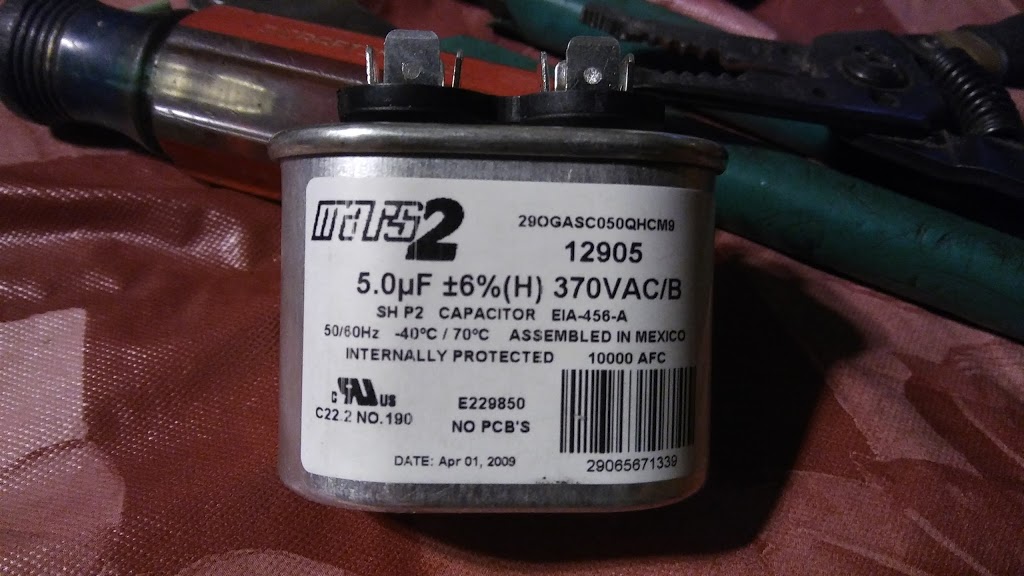 mars2
29OGASC050QHCM9
12905
5.0µF ±6%(H) 370VAC/B
SH P2 CAPACITOR EIA-456-A
50/60Hz -40ºC / 70ºC ASSEMBLED IN MEXICO
INTERNALLY PROTECTED 10000 AFC
c UL US
C22.2 NO.190
E229850
NO PCB'S
29065671339
DATE: Apr 01, 2009